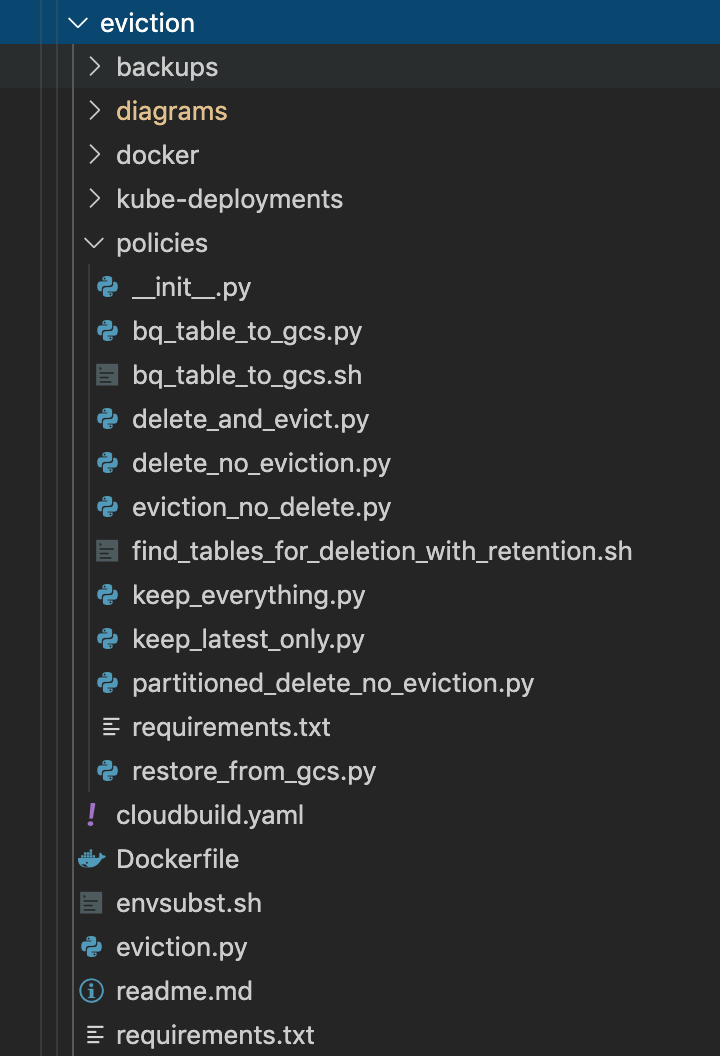 eviction
backups
diagrams
docker
kube-deployments
policies
__init__.py
bq_table_to_gcs.py
bq_table_to_gcs.sh
delete_and_evict.py
delete_no_eviction.py
eviction_no_delete.py
find_tables_for_deletion_with_retention.sh
keep_everything.py
keep_latest_only.py
partitioned_delete_no_eviction.py
requirements.txt
restore_from_gcs.py
cloudbuild.yaml
Dockerfile
envsubst.sh
eviction.py
readme.md
requirements.txt